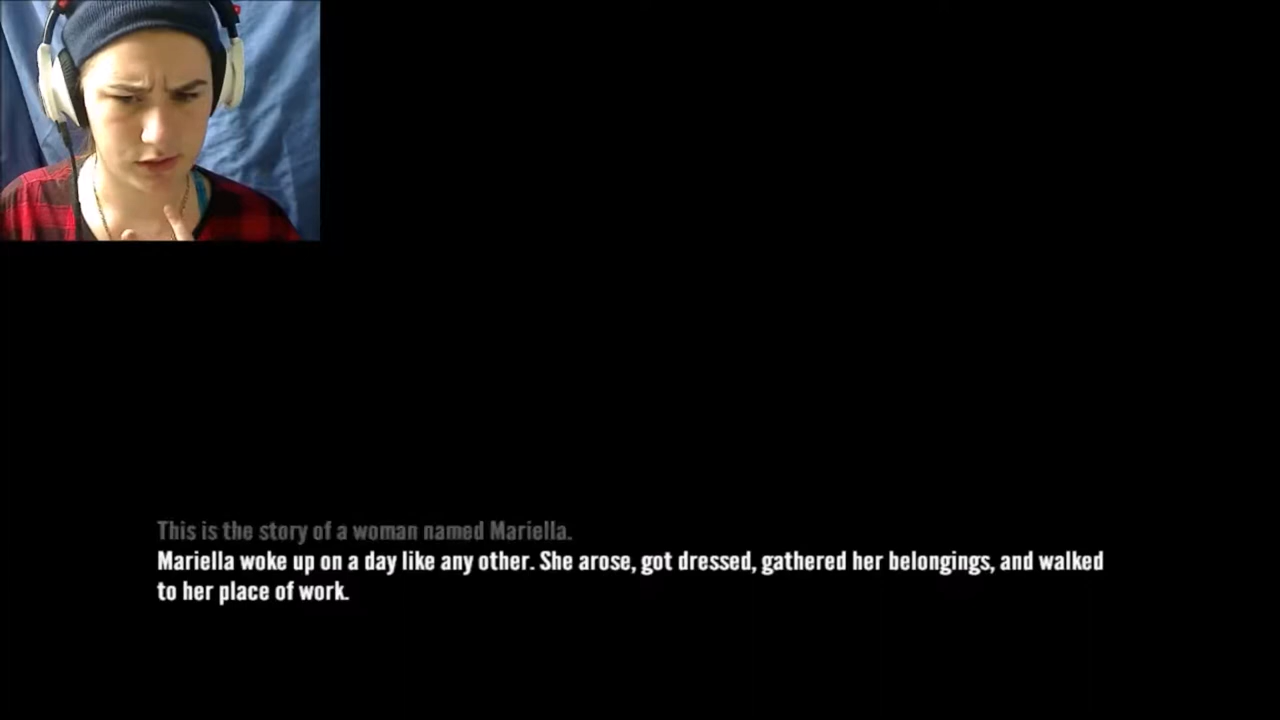 This is the story of a woman named Mariella.
Mariella woke up on a day like any other. She arose, got dressed, gathered her belongings, and walked
to her place of work.